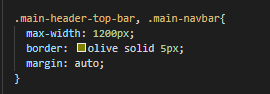 .main-header-top-bar, .main-navbar{
max-width: 1200px;
border: olive solid 5px;
margin: auto;
}